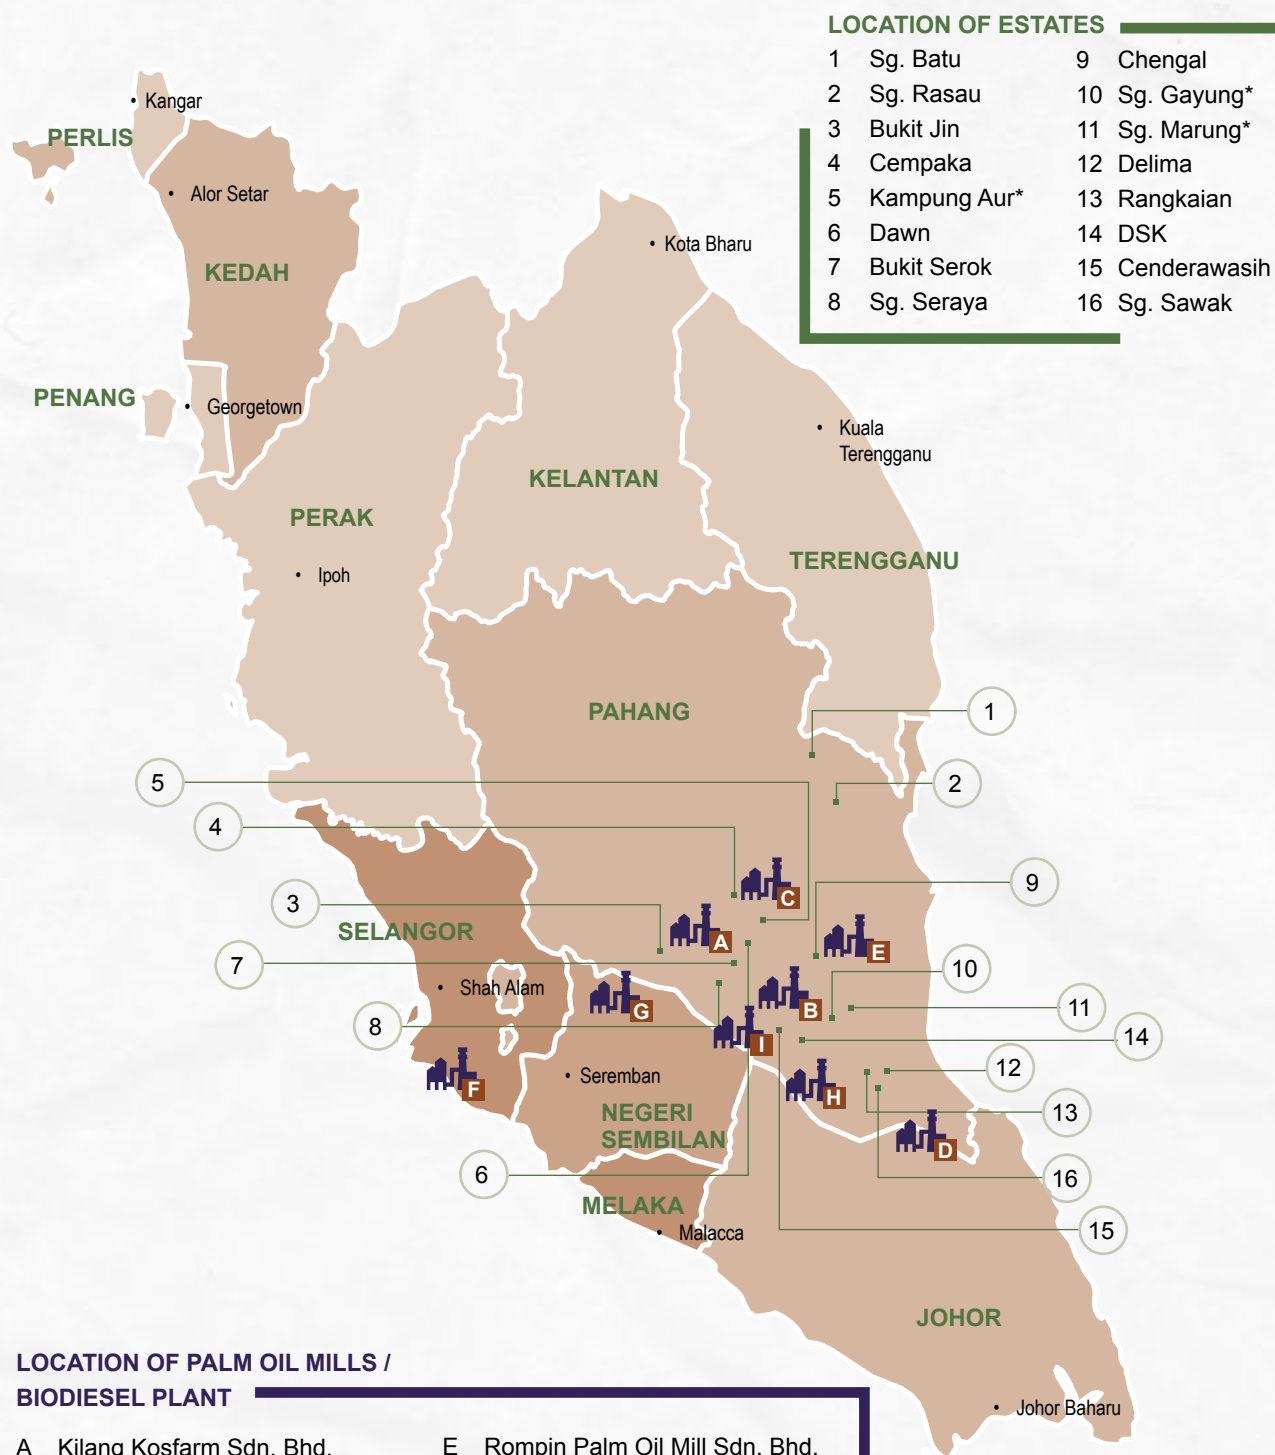 LOCATION OF ESTATES
1 Sg. Batu
2 Sg. Rasau
3 Bukit Jin
4 Cempaka
5 Kampung Aur*
6 Dawn
7 Bukit Serok
8 Sg. Seraya
9 Chengal
10 Sg. Gayung*
11 Sg. Marung*
12 Delima
13 Rangkaian
14 DSK
15 Cenderawasih
16 Sg. Sawak
Kangar
PERLIS
Alor Setar
KEDAH
Kota Bharu
PENANG
Georgetown
Kuala
Terengganu
KELANTAN
PERAK
TERENGGANU
Ipoh
PAHANG
1
5
2
4
C
9
3
A
SELANGOR
E
7
10
Shah Alam
G
B
11
8
I
14
12
Seremban
F
H
NEGERI
SEMBILAN
13
D
6
16
MELAKA
Malacca
15
JOHOR
Johor Baharu
LOCATION OF PALM OIL MILLS /
BIODIESEL PLANT
A Kilang Kosfarm Sdn. Bhd.
E Rompin Palm Oil Mill Sdn. Bhd.